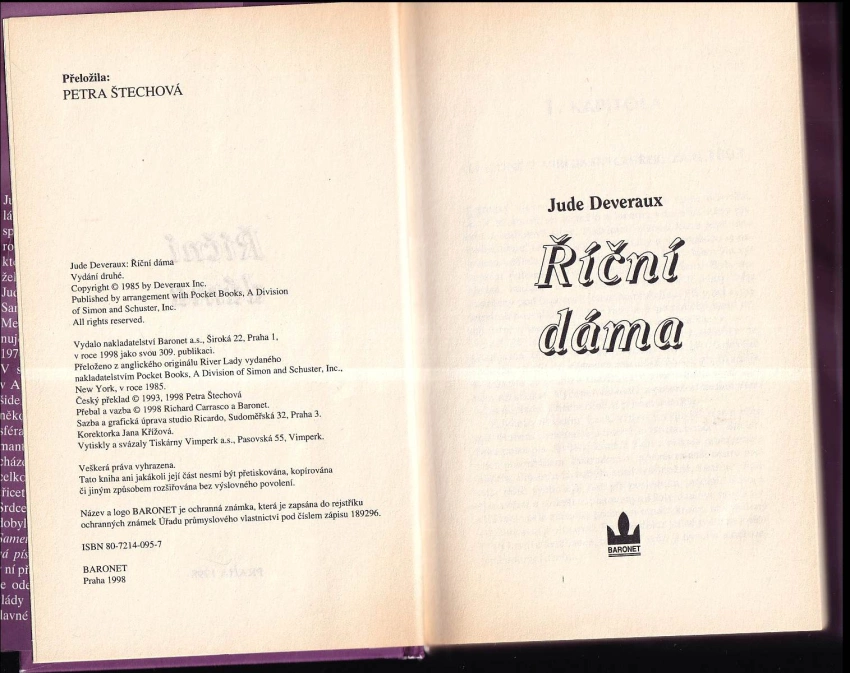 Přeložila:
PETRA ŠTECHOVÁ
Jude Deveraux: Říční dáma
Vydání druhé.
Copyright © 1985 by Deveraux Inc.
Published by arrangement with Pocket Books, A Division
of Simon and Schuster, Inc.
All rights reserved.
Vydalo nakladatelství Baronet a.s., Široká 22, Praha 1,
v roce 1998 jako svou 309. publikaci.
Přeloženo z anglického originálu River Lady vydaného
nakladatelstvím Pocket Books, A Division of Simon and Schuster, Inc.,
New York, v roce 1985.
Český překlad © 1993, 1998 Petra Štechová
Přebal a vazba © 1998 Richard Carrasco a Baronet.
Sazba a grafická úprava studio Ricardo, Sudoměřská 32, Praha 3.
Korektorka Jana Křížová.
Vytiskly a svázaly Tiskárny Vimperk a.s., Pasovská 55, Vimperk.
Veškerá práva vyhrazena.
Tato kniha ani jakákoli její část nesmí být přetiskována, kopírována
či jiným způsobem rozšiřována bez výslovného povolení.
Název a logo BARONET je ochranná známka, která je zapsána do rejstříku
ochranných známek Úřadu průmyslového vlastnictví pod číslem zápisu 189296.
ISBN 80-7214-095-7
BARONET
Praha 1998
Jude Deveraux
Říční
dáma
BARONET